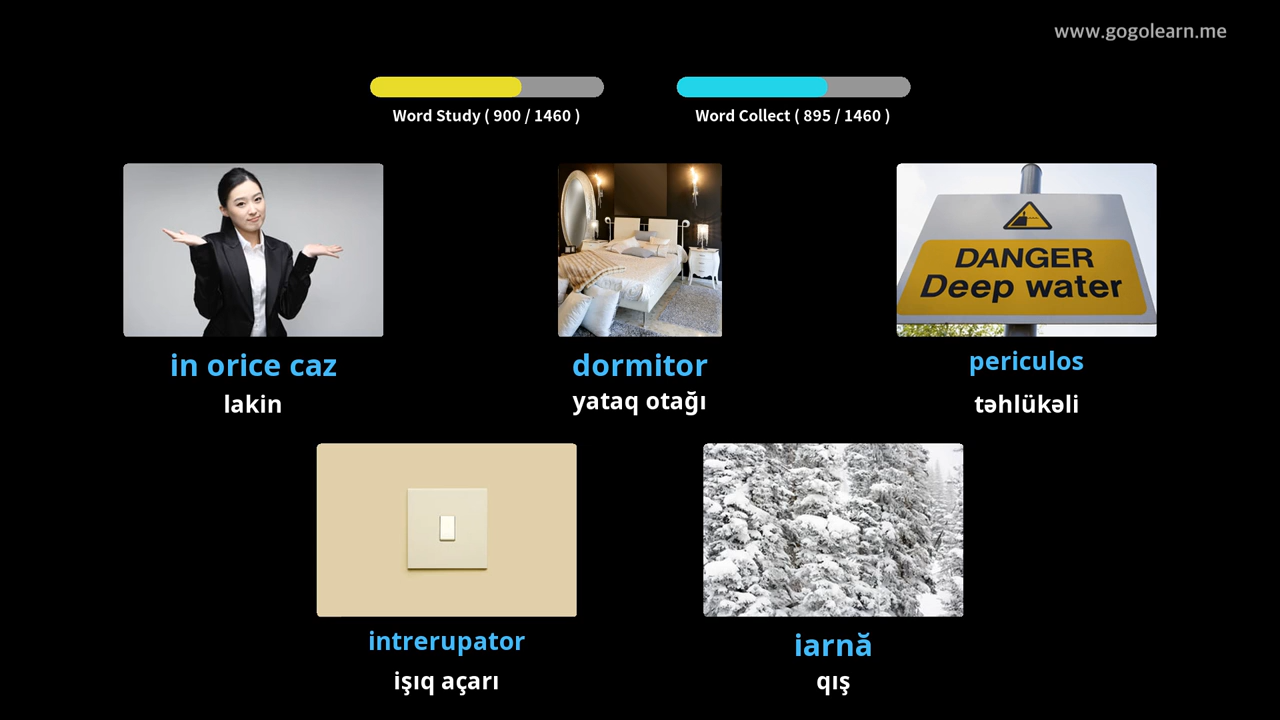 www.gogolearn.me
Word Study ( 900 / 1460 )
Word Collect ( 895 / 1460 )
DANGER
Deep water
in orice caz
lakin
dormitor
yataq otağı
periculos
təhlükəli
intrerupator
işıq açarı
iarnă
qış